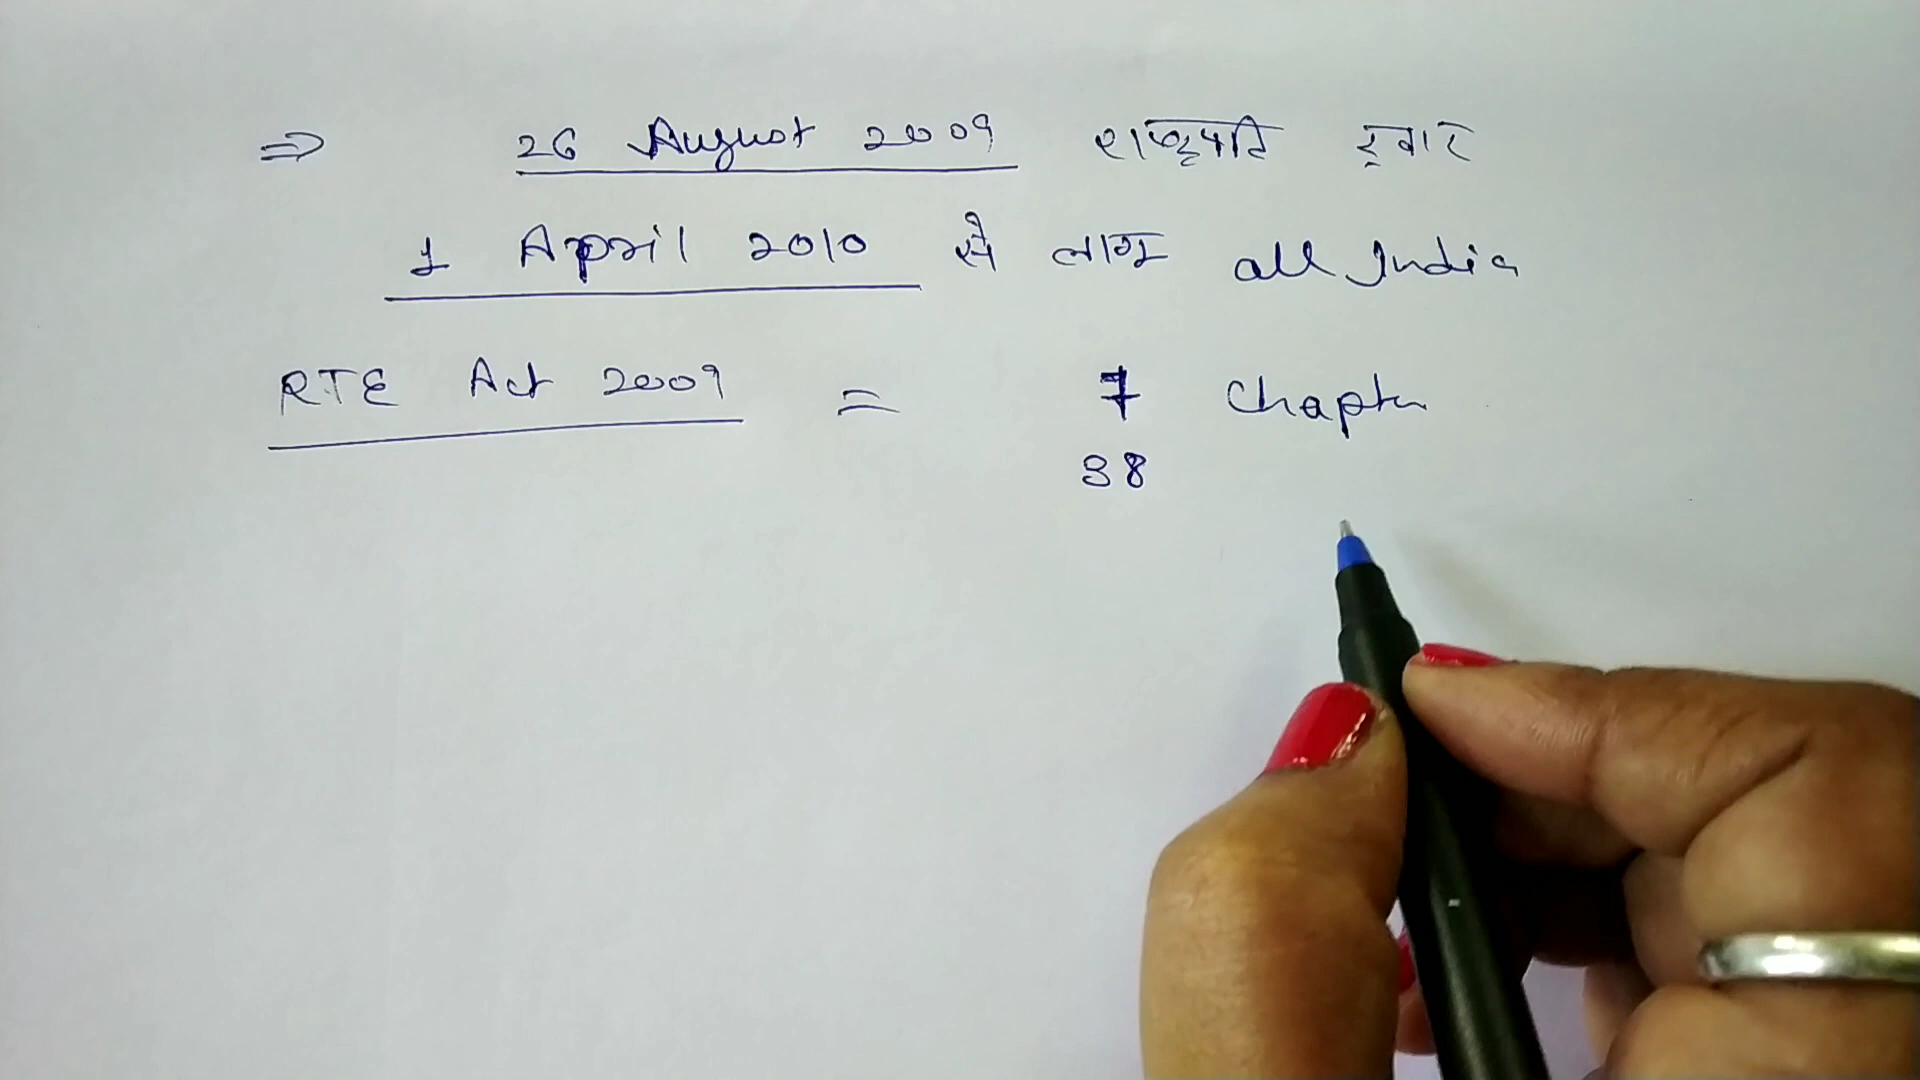 ⇒ 26 August 2009 राष्ट्रपति द्वारा
1 April 2010 से लागू all India
RTE Act 2009 = 7 Chapter
38